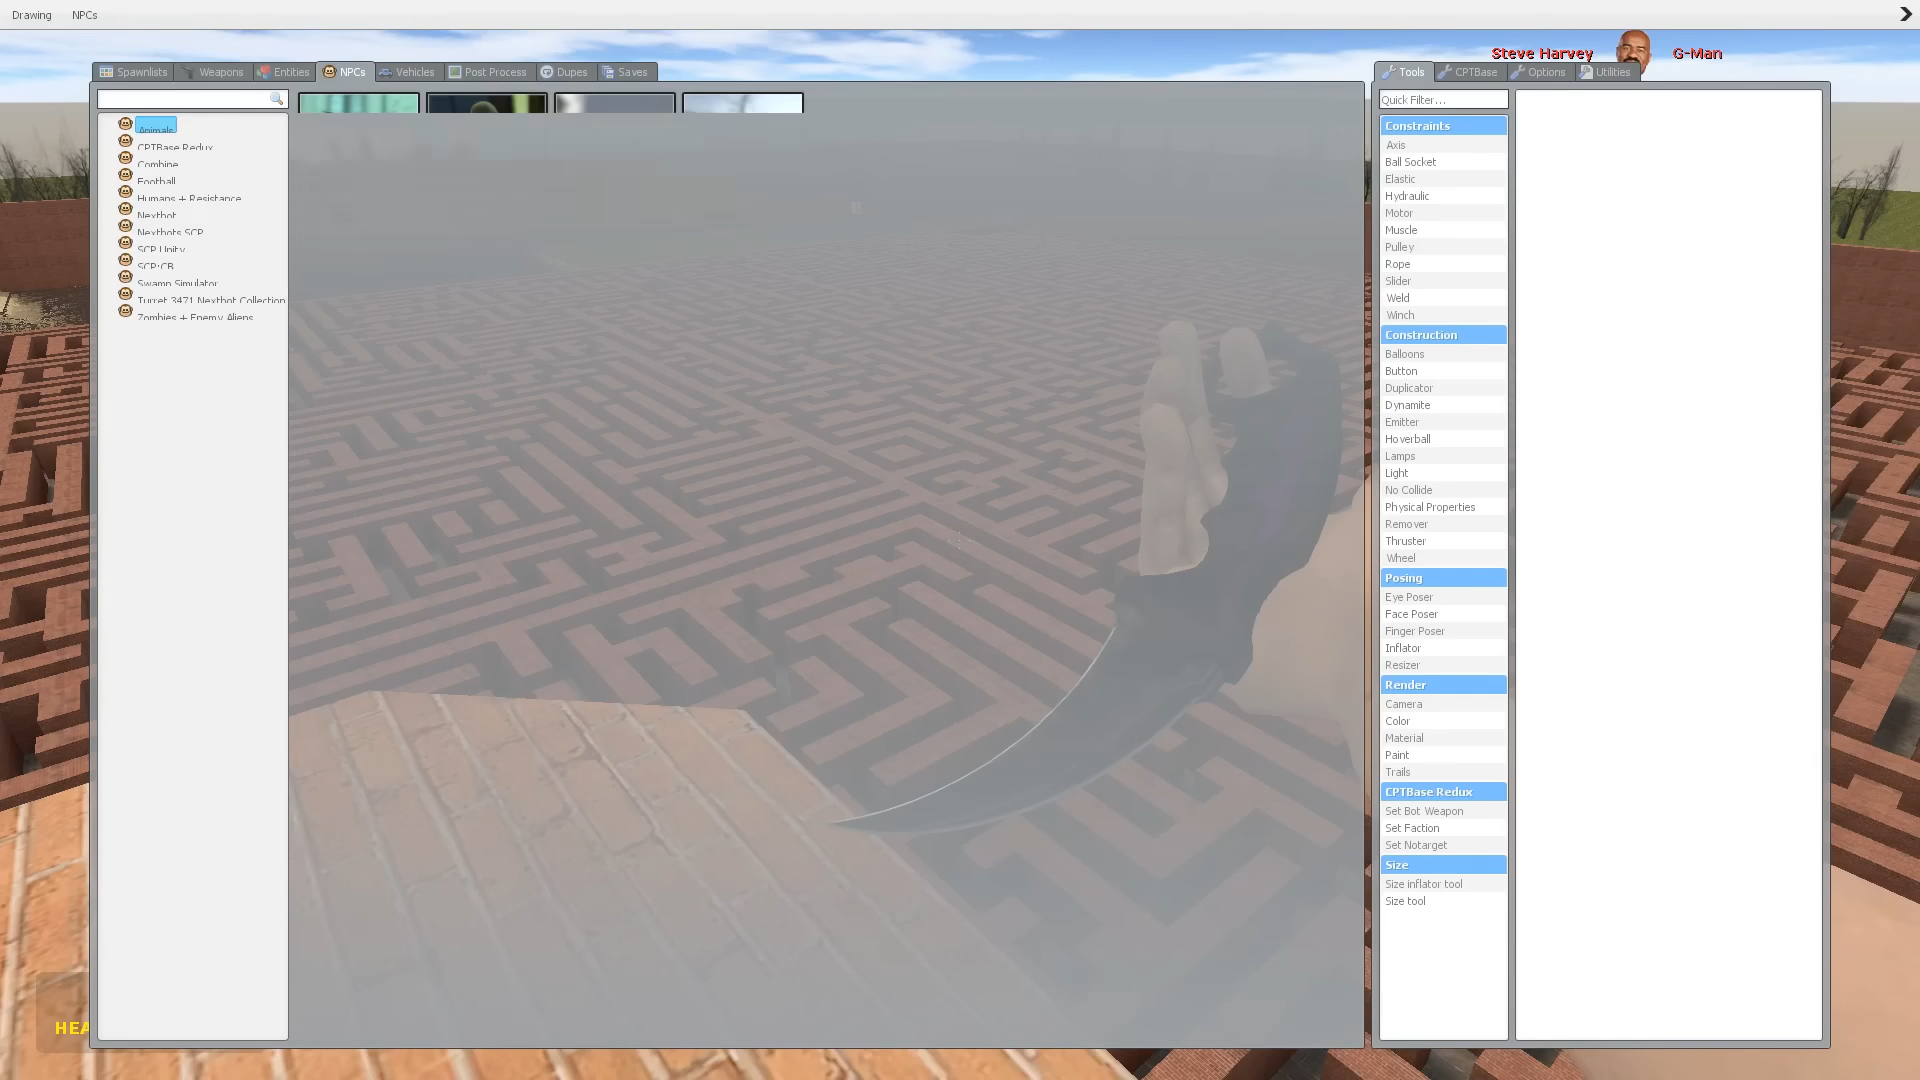 Drawing NPCs
Steve Harvey G-Man
Spawnlists Weapons Entities NPCs Vehicles Post Process Dupes Saves
Tools CPTBase Options Utilities
Animals
CPTBase Redux
Combine
Football
Humans + Resistance
Nextbot
Nextbots SCP
SCP Unity
SCP:CB
Swamp Simulator
Turret 3471 Nextbot Collection
Zombies + Enemy Aliens
Quick Filter...
Constraints
Axis
Ball Socket
Elastic
Hydraulic
Motor
Muscle
Pulley
Rope
Slider
Weld
Winch
Construction
Balloons
Button
Duplicator
Dynamite
Emitter
Hoverball
Lamps
Light
No Collide
Physical Properties
Remover
Thruster
Wheel
Posing
Eye Poser
Face Poser
Finger Poser
Inflator
Resizer
Render
Camera
Color
Material
Paint
Trails
CPTBase Redux
Set Bot Weapon
Set Faction
Set Notarget
Size
Size inflator tool
Size tool
HEA